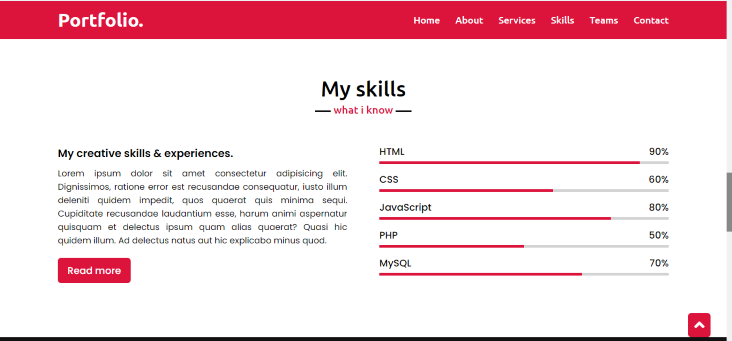 Portfolio.
Home About Services Skills Teams Contact
My skills
what i know
My creative skills & experiences.
Lorem ipsum dolor sit amet consectetur adipisicing elit.
Dignissimos, ratione error est recusandae consequatur, iusto illum
deleniti quidem impedit, quos quaerat quis minima sequi.
Cupiditate recusandae laudantium esse, harum animi aspernatur
quisquam et delectus ipsum quam alias quaerat? Quasi hic
quidem illum. Ad delectus natus aut hic explicabo minus quod.
Read more
HTML 90%
CSS 60%
JavaScript 80%
PHP 50%
MySQL 70%